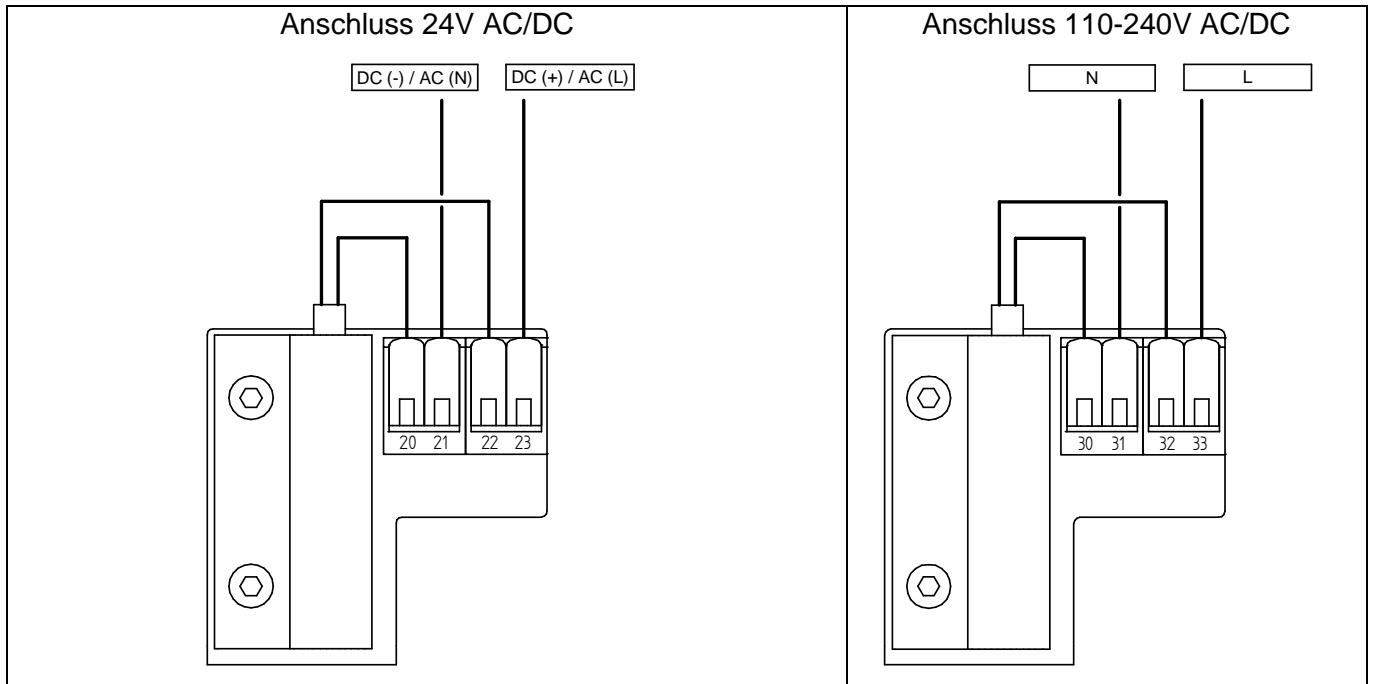 Anschluss 24V AC/DC
DC (-) / AC (N) DC (+) / AC (L)
20 21 22 23
Anschluss 110-240V AC/DC
N L
30 31 32 33